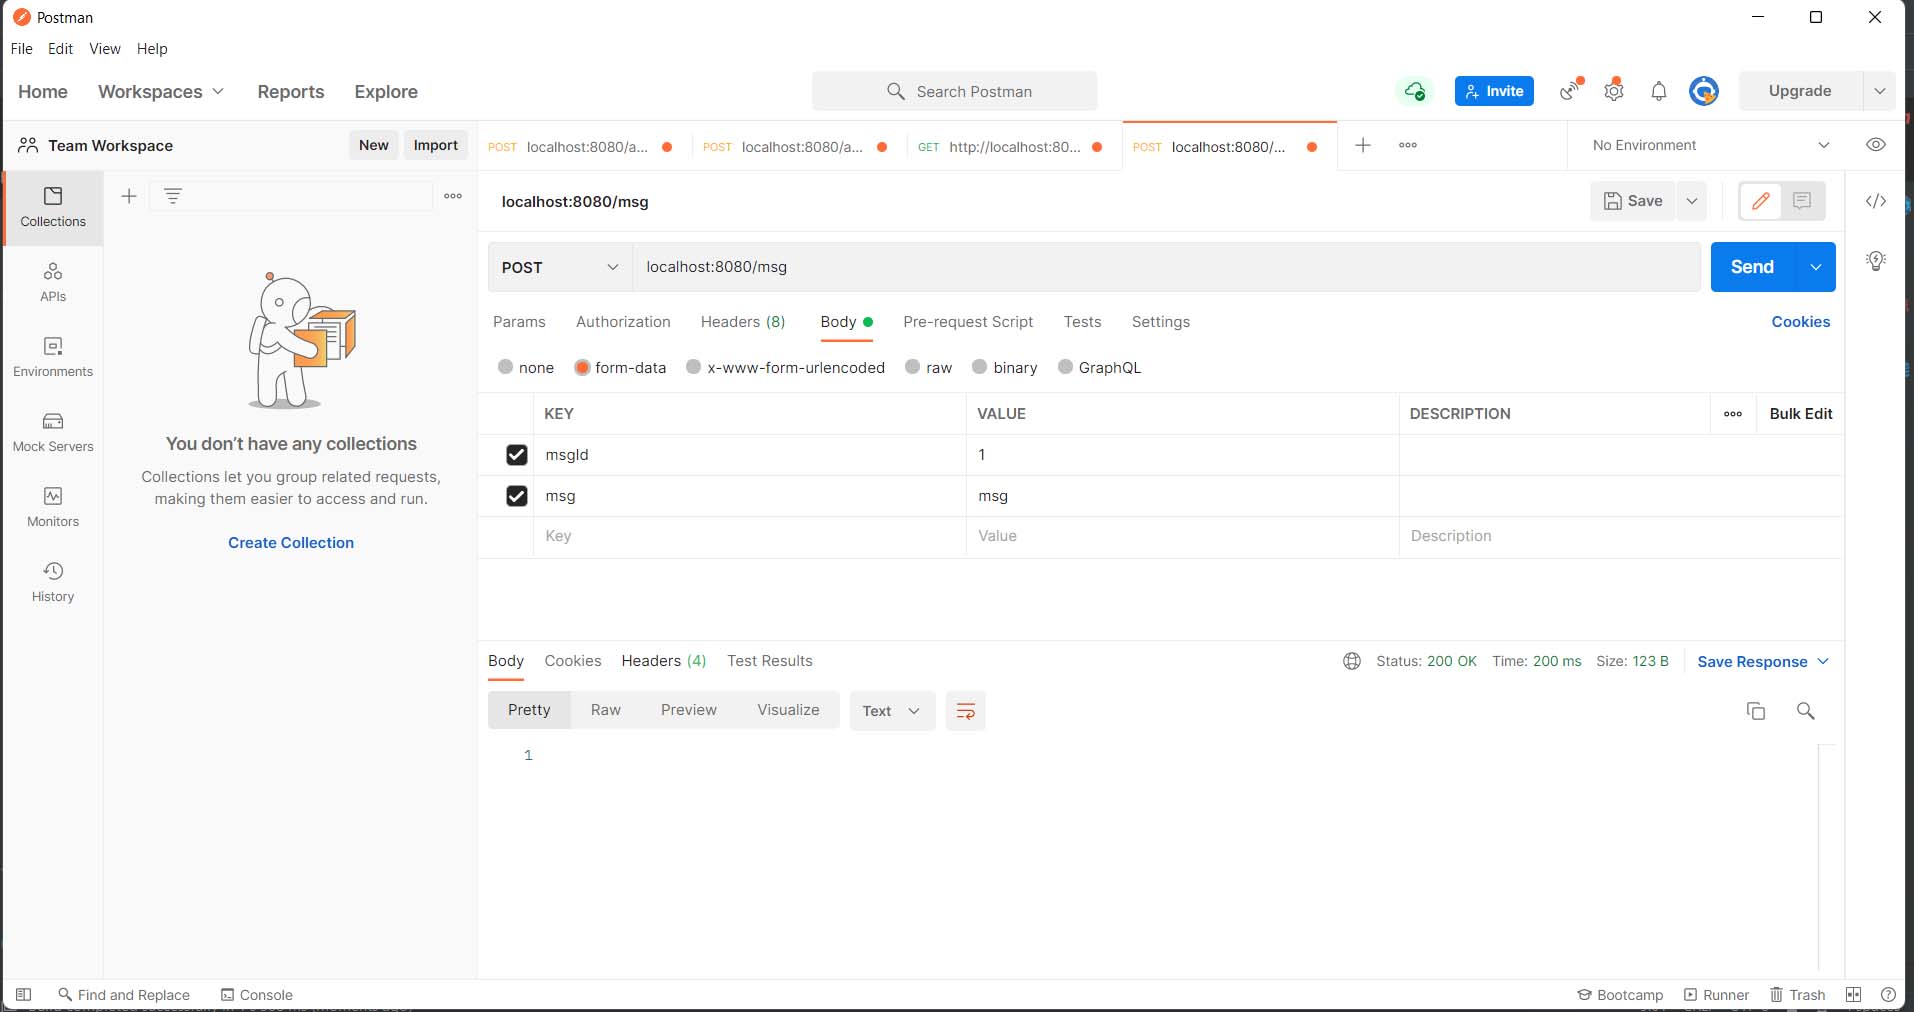 Postman
File Edit View Help
Home Workspaces Reports Explore
Search Postman
Invite
Upgrade
Team Workspace
New
Import
POST localhost:8080/a...
POST localhost:8080/a...
GET http://localhost:80...
POST localhost:8080/...
No Environment
Collections
APIs
Environments
Mock Servers
Monitors
History
You don't have any collections
Collections let you group related requests,
making them easier to access and run.
Create Collection
localhost:8080/msg
Save
POST localhost:8080/msg
Send
Params Authorization Headers (8) Body Pre-request Script Tests Settings Cookies
none form-data x-www-form-urlencoded raw binary GraphQL
KEY VALUE DESCRIPTION Bulk Edit
msgId 1
msg msg
Key Value Description
Body Cookies Headers (4) Test Results
Status: 200 OK Time: 200 ms Size: 123 B Save Response
Pretty Raw Preview Visualize Text
1
Find and Replace Console
Bootcamp Runner Trash